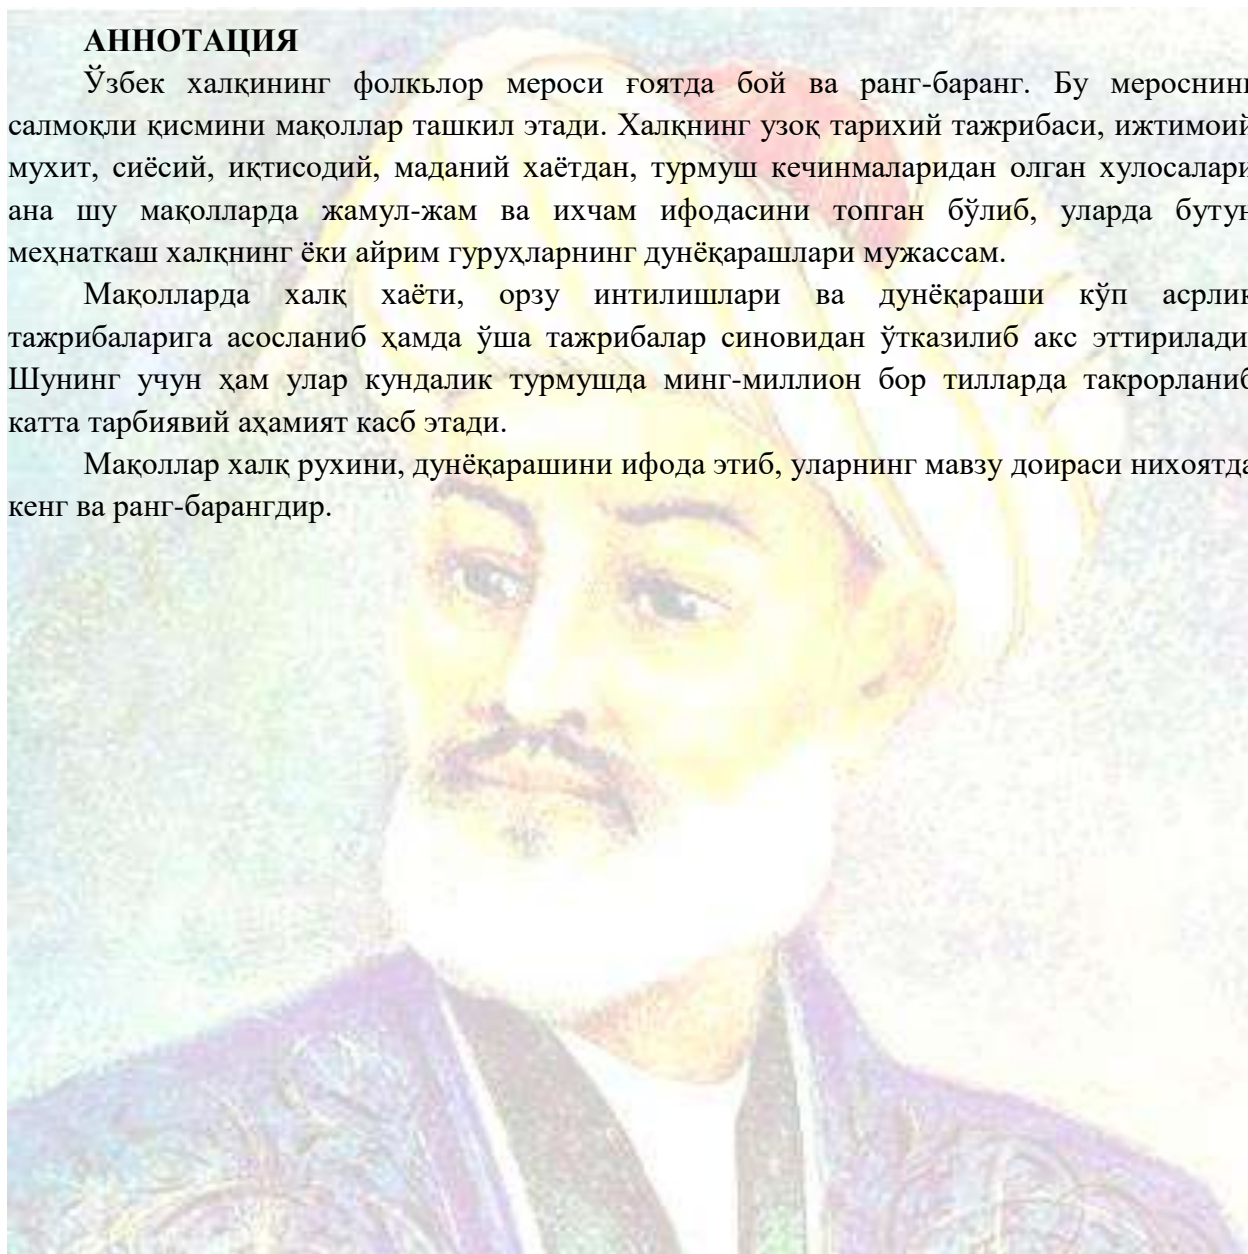 АННОТАЦИЯ
Ўзбек халқининг фолкьлор мероси ғоятда бой ва ранг-баранг. Бу мероснинг
салмоқли қисмини мақоллар ташкил этади. Халқнинг узоқ тарихий тажрибаси, ижтимоий
мухит, сиёсий, иқтисодий, маданий хаётдан, турмуш кечинмаларидан олган хулосалари
ана шу мақолларда жамул-жам ва ихчам ифодасини топган бўлиб, уларда бутун
меҳнаткаш халқнинг ёки айрим гуруҳларнинг дунёқарашлари мужассам.
Мақолларда халқ хаёти, орзу интилишлари ва дунёқараши кўп асрлик
тажрибаларига асосланиб ҳамда ўша тажрибалар синовидан ўтказилиб акс эттирилади.
Шунинг учун ҳам улар кундалик турмушда минг-миллион бор тилларда такрорланиб
катта тарбиявий аҳамият касб этади.
Мақоллар халқ рухини, дунёқарашини ифода этиб, уларнинг мавзу доираси нихоятда
кенг ва ранг-барангдир.